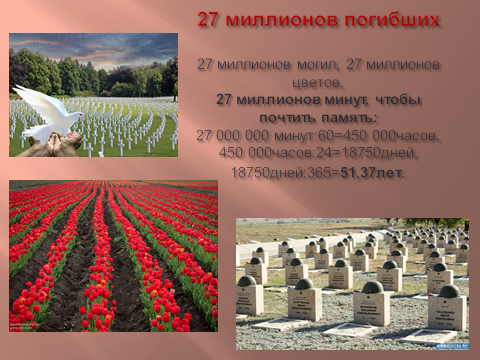 27 миллионов погибших
27 миллионов могил, 27 миллионов
цветов,
27 миллионов минут, чтобы
почтить память:
27 000 000 минут:60=450 000часов,
450 000часов:24=18750дней,
18750дней:365=51,37лет.